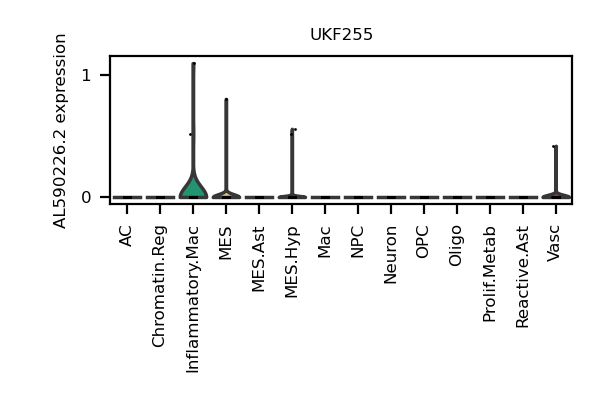 UKF255
AL590226.2 expression
1
0
AC
Chromatin.Reg
Inflammatory.Mac
MES
MES.Ast
MES.Hyp
Mac
NPC
Neuron
OPC
Oligo
Prolif.Metab
Reactive.Ast
Vasc